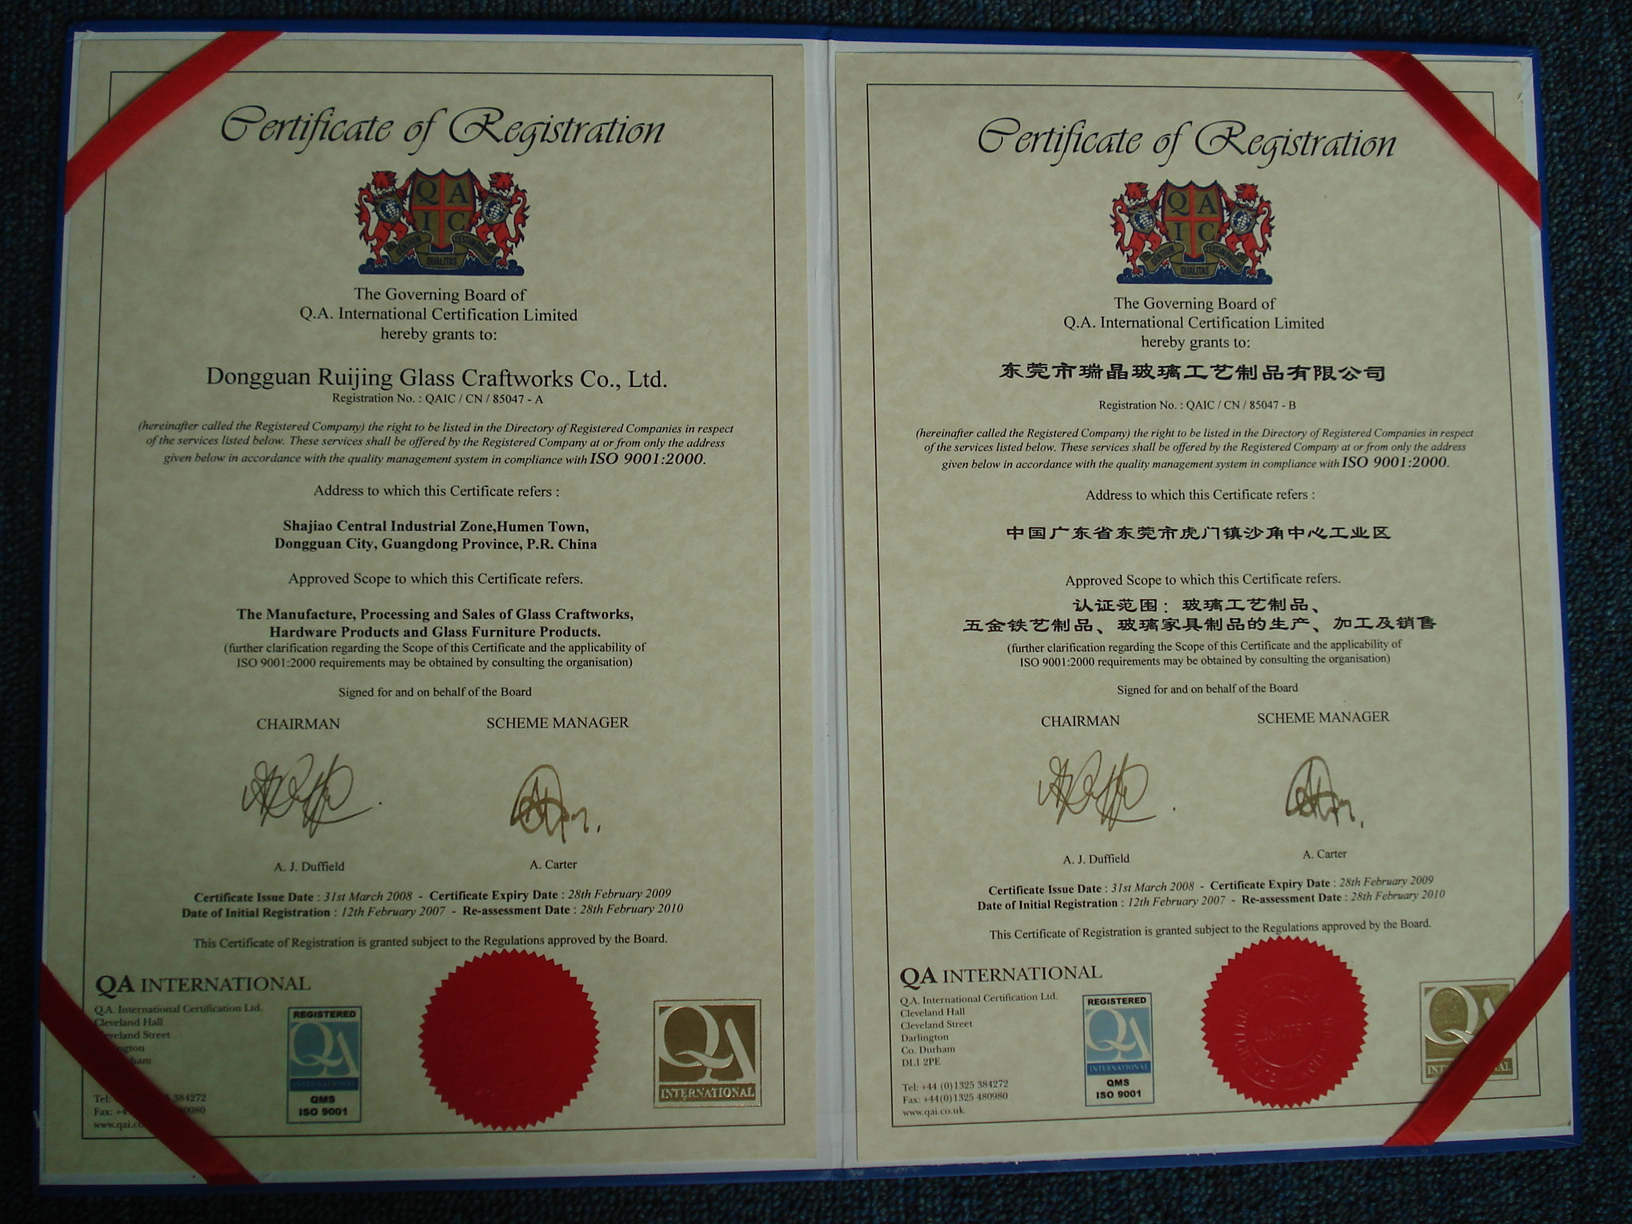 Certificate of Registration
QA
IC
QUALITAS
The Governing Board of
Q.A. International Certification Limited
hereby grants to:
Dongguan Ruijing Glass Craftworks Co., Ltd.
Registration No. : QAIC / CN / 85047 - A
(hereinafter called the Registered Company) the right to be listed in the Directory of Registered Companies in respect
of the services listed below. These services shall be offered by the Registered Company at or from only the address
given below in accordance with the quality management system in compliance with ISO 9001:2000.
Address to which this Certificate refers :
Shajiao Central Industrial Zone,Humen Town,
Dongguan City, Guangdong Province, P.R. China
Approved Scope to which this Certificate refers.
The Manufacture, Processing and Sales of Glass Craftworks,
Hardware Products and Glass Furniture Products.
(further clarification regarding the Scope of this Certificate and the applicability of
ISO 9001:2000 requirements may be obtained by consulting the organisation)
Signed for and on behalf of the Board
CHAIRMAN SCHEME MANAGER
A. J. Duffield A. Carter
Certificate Issue Date : 31st March 2008 - Certificate Expiry Date : 28th February 2009
Date of Initial Registration : 12th February 2007 - Re-assessment Date : 28th February 2010
This Certificate of Registration is granted subject to the Regulations approved by the Board.
QA INTERNATIONAL
Q.A. International Certification Ltd.
Cleveland Hall
Street
Tel: 384272
Fax:
REGISTERED
QA
INTERNATIONAL
QMS
ISO 9001
QA
INTERNATIONAL
Certificate of Registration
QA
IC
QUALITAS
The Governing Board of
Q.A. International Certification Limited
hereby grants to:
东莞市瑞晶玻璃工艺制品有限公司
Registration No. : QAIC / CN / 85047 - B
(hereinafter called the Registered Company) the right to be listed in the Directory of Registered Companies in respect
of the services listed below. These services shall be offered by the Registered Company at or from only the address
given below in accordance with the quality management system in compliance with ISO 9001:2000.
Address to which this Certificate refers :
中国广东省东莞市虎门镇沙角中心工业区
Approved Scope to which this Certificate refers.
认证范围：玻璃工艺制品、
五金铁艺制品、玻璃家具制品的生产、加工及销售
(further clarification regarding the Scope of this Certificate and the applicability of
ISO 9001:2000 requirements may be obtained by consulting the organisation)
Signed for and on behalf of the Board
CHAIRMAN SCHEME MANAGER
A. J. Duffield A. Carter
Certificate Issue Date : 31st March 2008 - Certificate Expiry Date : 28th February 2009
Date of Initial Registration : 12th February 2007 - Re-assessment Date : 28th February 2010
This Certificate of Registration is granted subject to the Regulations approved by the Board.
QA INTERNATIONAL
Q.A. International Certification Ltd.
Cleveland Hall
Cleveland Street
Darlington
Co. Durham
DL1 2PE
Tel: +44 (0)1325 384272
Fax: +44(0)1325 480980
www.qai.co.uk
REGISTERED
QA
INTERNATIONAL
QMS
ISO 9001
QA